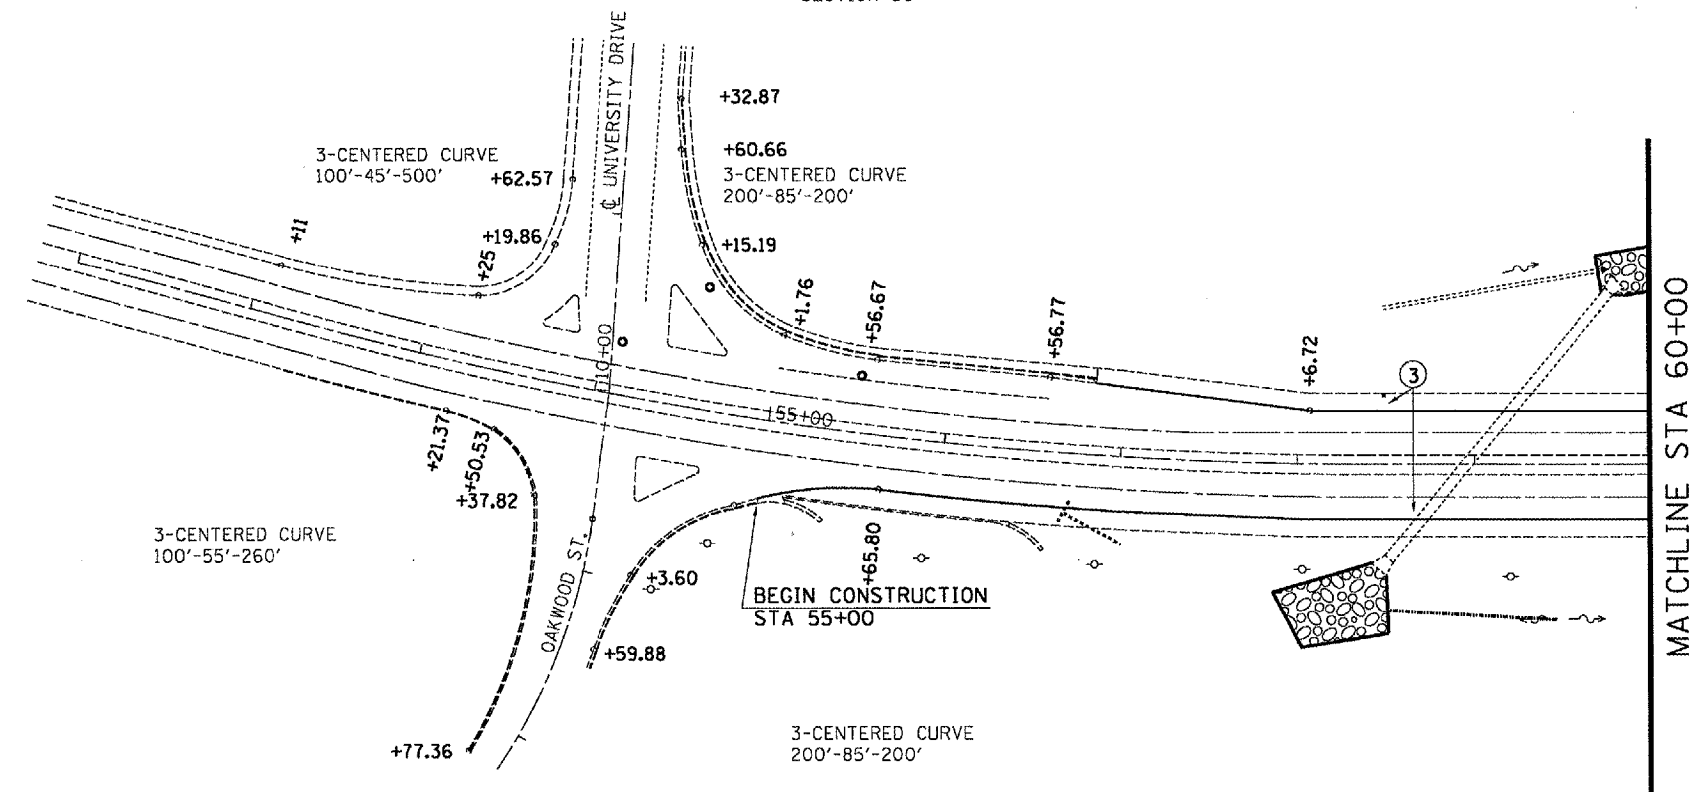 ℄ UNIVERSITY DRIVE
+32.87
+60.66
3-CENTERED CURVE
200'-85'-200'
3-CENTERED CURVE
100'-45'-500'
+62.57
+11
+19.86
+25
+15.19
+1.76
+56.67
+56.77
+6.72
3
10+00
55+00
+21.37
+50.53
+37.82
3-CENTERED CURVE
100'-55'-260'
OAKWOOD ST.
+3.60
+65.80
BEGIN CONSTRUCTION
STA 55+00
+59.88
+77.36
3-CENTERED CURVE
200'-85'-200'
MATCHLINE STA 60+00